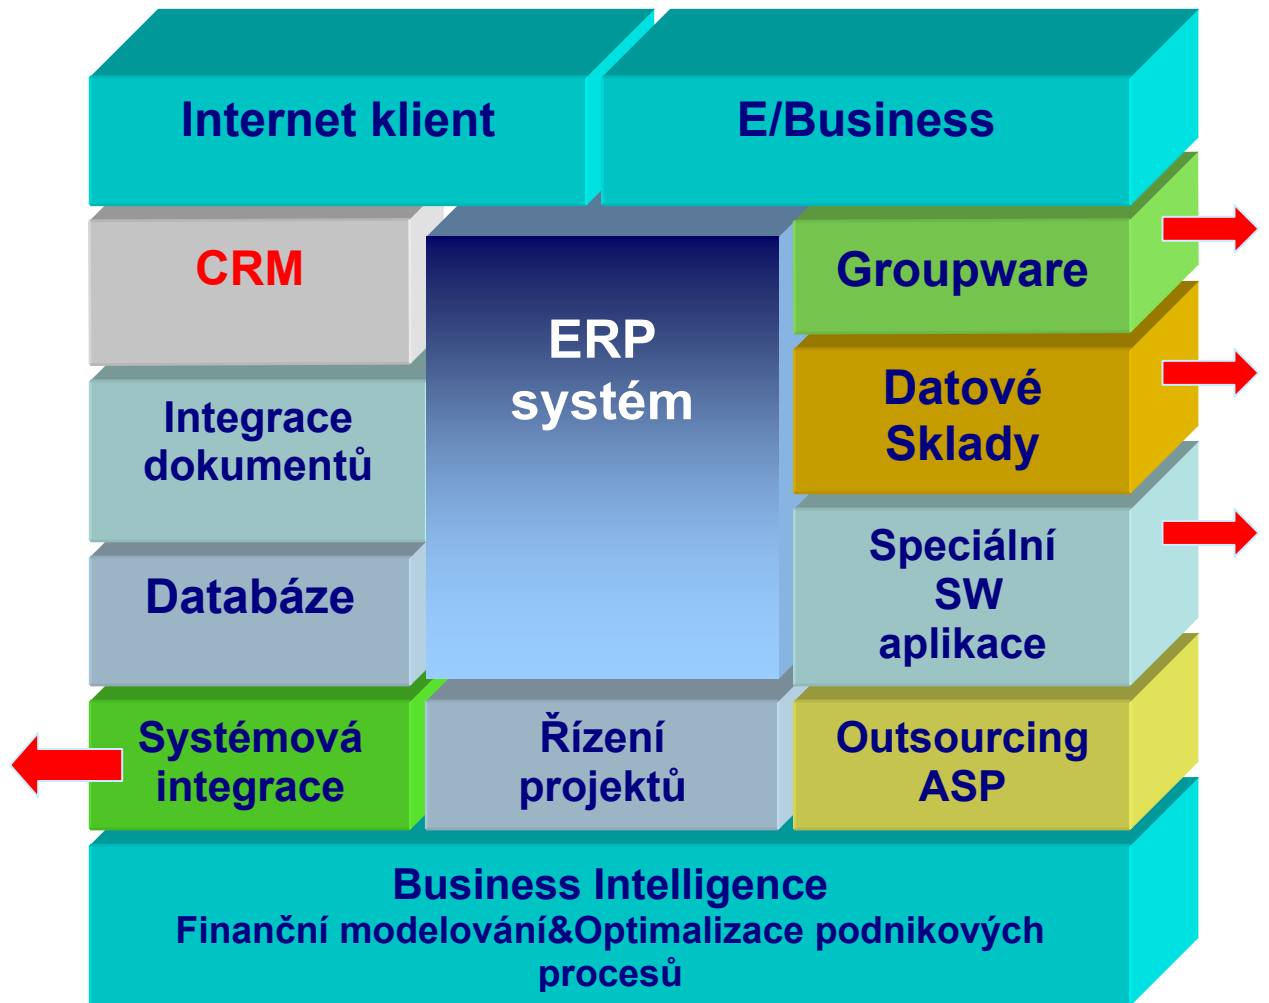 Internet klient
E/Business
CRM
ERP
systém
Groupware
Datové
Sklady
Integrace
dokumentů
Databáze
Speciální
SW
aplikace
Systémová
integrace
Řízení
projektů
Outsourcing
ASP
Business Intelligence
Finanční modelování&Optimalizace podnikových
procesů